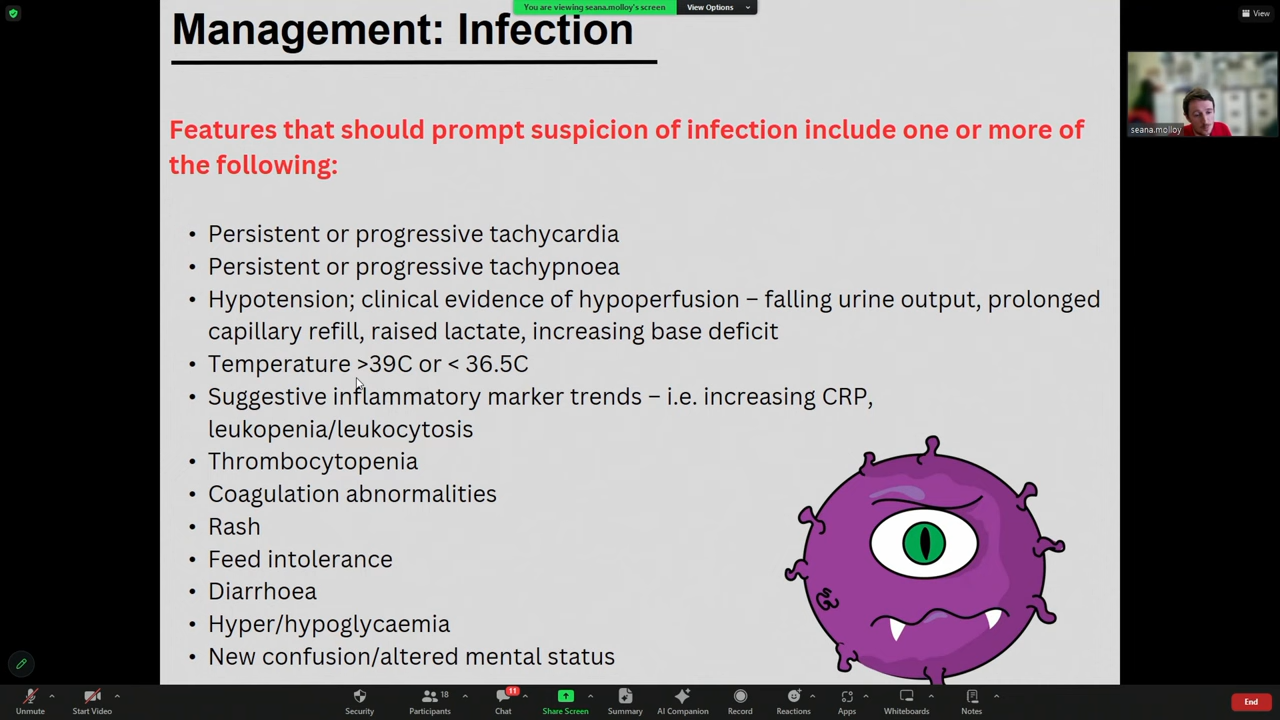 You are viewing seana.molloy's screen
View Options
View
Management: Infection
Features that should prompt suspicion of infection include one or more of
the following:
seana.molloy
• Persistent or progressive tachycardia
• Persistent or progressive tachypnoea
• Hypotension; clinical evidence of hypoperfusion – falling urine output, prolonged
capillary refill, raised lactate, increasing base deficit
• Temperature >39C or < 36.5C
• Suggestive inflammatory marker trends – i.e. increasing CRP,
leukopenia/leukocytosis
• Thrombocytopenia
• Coagulation abnormalities
• Rash
• Feed intolerance
• Diarrhoea
• Hyper/hypoglycaemia
• New confusion/altered mental status
Unmute
Start Video
Security
Participants 18
Chat 11
Share Screen
Summary
AI Companion
Record
Reactions
Apps
Whiteboards
Notes
End